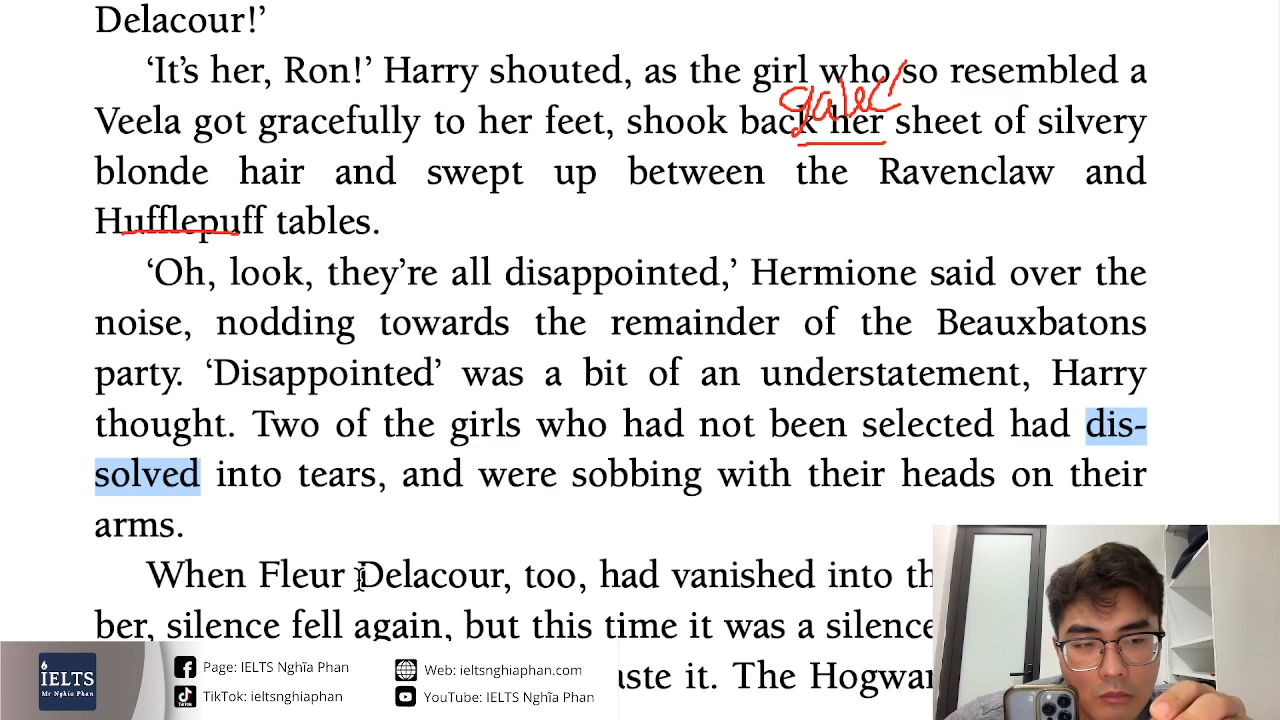 Delacour!’
‘It’s her, Ron!’ Harry shouted, as the girl who so resembled a
Veela got gracefully to her feet, shook back her sheet of silvery
blonde hair and swept up between the Ravenclaw and
Hufflepuff tables.
‘Oh, look, they’re all disappointed,’ Hermione said over the
noise, nodding towards the remainder of the Beauxbatons
party. ‘Disappointed’ was a bit of an understatement, Harry
thought. Two of the girls who had not been selected had dis-
solved into tears, and were sobbing with their heads on their
arms.
When Fleur Delacour, too, had vanished into
ber, silence fell again, but this time it was a silence
it. The
IELTS
Mr Nghia Phan
Page: IELTS Nghĩa Phan
TikTok: ieltsnghiaphan
Web: ieltsnghiaphan.com
YouTube: IELTS Nghĩa Phan